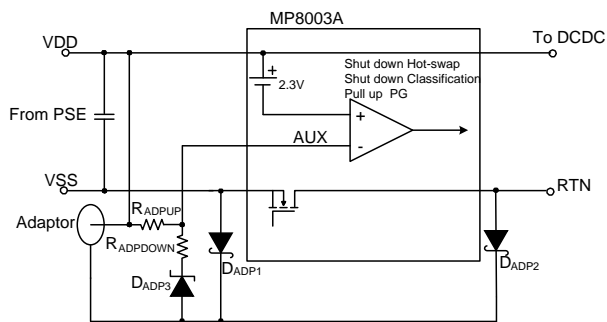 MP8003A
VDD
To DCDC
Shut down Hot-swap
Shut down Classification
Pull up PG
+
2.3V
From PSE
+
AUX
-
VSS
RTN
Adaptor
RADPUP
RADPDOWN
DADP1
DADP2
DADP3